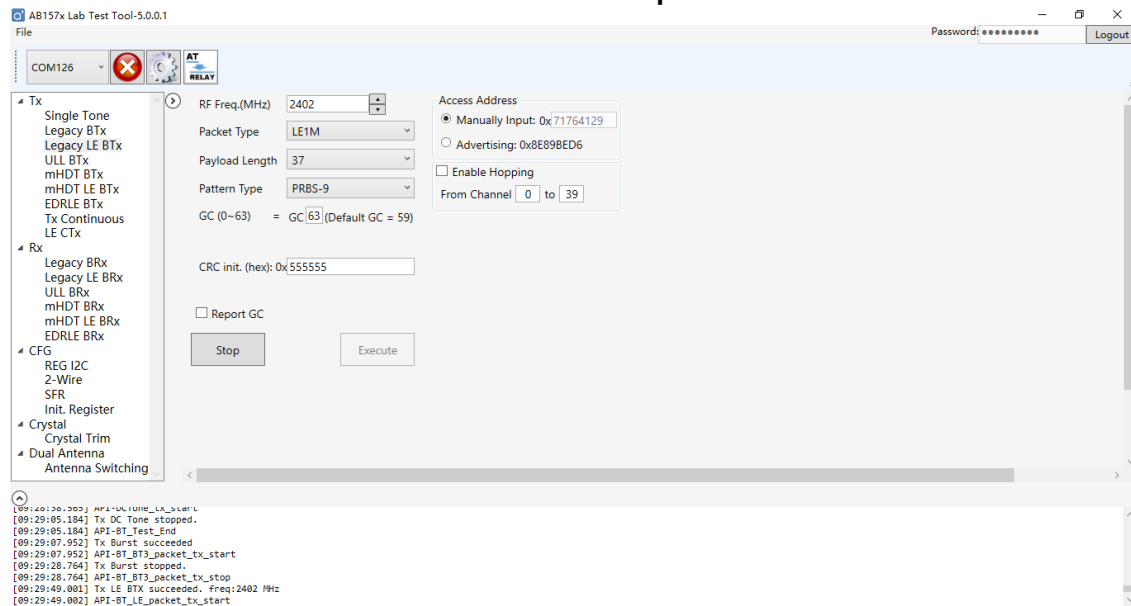 AB157x Lab Test Tool-5.0.0.1
File
Password:
Logout
COM126
AT
RELAY
Tx
Single Tone
Legacy BTx
Legacy LE BTx
ULL BTx
mHDT BTx
mHDT LE BTx
EDRLE BTx
Tx Continuous
LE CTx
Rx
Legacy BRx
Legacy LE BRx
ULL BRx
mHDT BRx
mHDT LE BRx
EDRLE BRx
CFG
REG I2C
2-Wire
SFR
Init. Register
Crystal
Crystal Trim
Dual Antenna
Antenna Switching
RF Freq.(MHz) 2402
Packet Type LE1M
Payload Length 37
Pattern Type PRBS-9
GC (0~63) = GC 63 (Default GC = 59)
CRC init. (hex): 0x 555555
Report GC
Stop Execute
Access Address
Manually Input: 0x 71764129
Advertising: 0x8E89BED6
Enable Hopping
From Channel 0 to 39
[09:28:38.565] API-DCTone_tx_start
[09:29:05.184] Tx DC Tone stopped.
[09:29:05.184] API-BT_Test_End
[09:29:07.952] Tx Burst succeeded
[09:29:07.952] API-BT_BT3_packet_tx_start
[09:29:28.764] Tx Burst stopped.
[09:29:28.764] API-BT_BT3_packet_tx_stop
[09:29:49.001] Tx LE BTX succeeded. freq:2402 MHz
[09:29:49.002] API-BT_LE_packet_tx_start